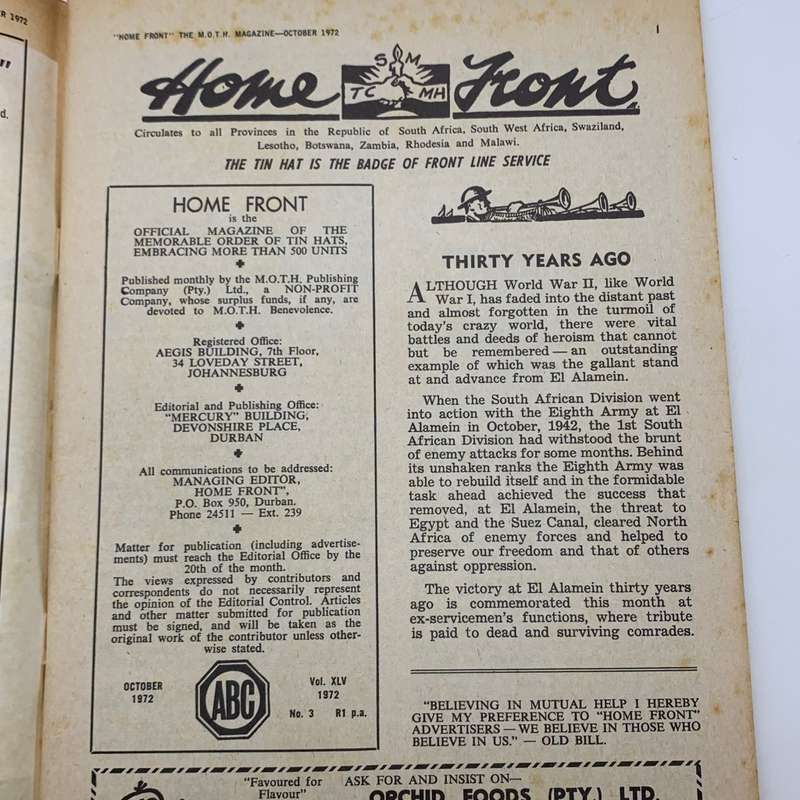 R 1972
"
d.
"HOME FRONT" THE M.O.T.H. MAGAZINE—OCTOBER 1972
1
Home Front
S M
TC MH
Circulates to all Provinces in the Republic of South Africa, South West Africa, Swaziland,
Lesotho, Botswana, Zambia, Rhodesia and Malawi.
THE TIN HAT IS THE BADGE OF FRONT LINE SERVICE
HOME FRONT
is the
OFFICIAL MAGAZINE OF THE
MEMORABLE ORDER OF TIN HATS,
EMBRACING MORE THAN 500 UNITS
Published monthly by the M.O.T.H. Publishing
Company (Pty.) Ltd., a NON-PROFIT
Company, whose surplus funds, if any, are
devoted to M.O.T.H. Benevolence.
Registered Office:
AEGIS BUILDING, 7th Floor,
34 LOVEDAY STREET,
JOHANNESBURG
Editorial and Publishing Office:
"MERCURY" BUILDING,
DEVONSHIRE PLACE,
DURBAN
All communications to be addressed:
MANAGING EDITOR,
HOME FRONT",
P.O. Box 950, Durban.
Phone 24511 — Ext. 239
Matter for publication (including advertise-
ments) must reach the Editorial Office by the
20th of the month.
The views expressed by contributors and
correspondents do not necessarily represent
the opinion of the Editorial Control. Articles
and other matter submitted for publication
must be signed, and will be taken as the
original work of the contributor unless other-
wise stated.
OCTOBER
1972
ABC
Vol. XLV
1972
No. 3 R1 p.a.
THIRTY YEARS AGO
ALTHOUGH World War II, like World
War I, has faded into the distant past
and almost forgotten in the turmoil of
today's crazy world, there were vital
battles and deeds of heroism that cannot
but be remembered — an outstanding
example of which was the gallant stand
at and advance from El Alamein.
When the South African Division went
into action with the Eighth Army at El
Alamein in October, 1942, the 1st South
African Division had withstood the brunt
of enemy attacks for some months. Behind
its unshaken ranks the Eighth Army was
able to rebuild itself and in the formidable
task ahead achieved the success that
removed, at El Alamein, the threat to
Egypt and the Suez Canal, cleared North
Africa of enemy forces and helped to
preserve our freedom and that of others
against oppression.
The victory at El Alamein thirty years
ago is commemorated this month at
ex-servicemen's functions, where tribute
is paid to dead and surviving comrades.
"BELIEVING IN MUTUAL HELP I HEREBY
GIVE MY PREFERENCE TO "HOME FRONT"
ADVERTISERS — WE BELIEVE IN THOSE WHO
BELIEVE IN US." — OLD BILL.
"Favoured for
Flavour"
ASK FOR AND INSIST ON—
ORCHID FOODS (PTY.) LTD.